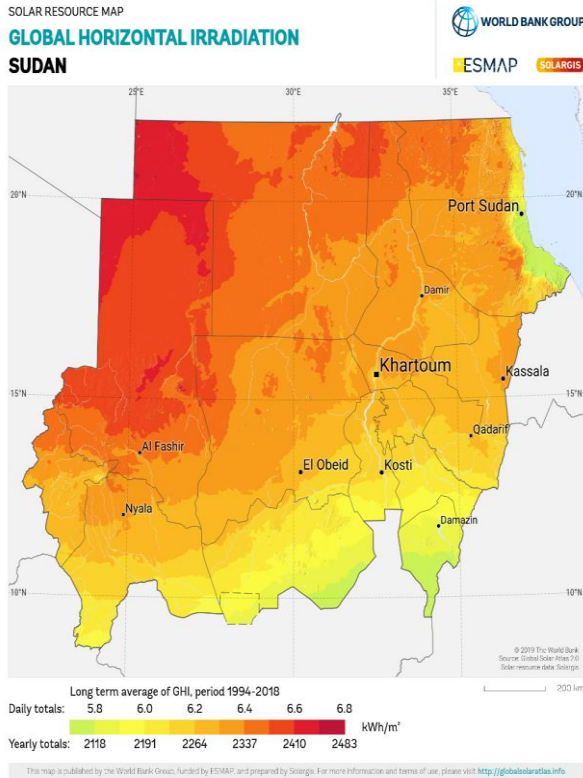 SOLAR RESOURCE MAP
GLOBAL HORIZONTAL IRRADIATION
SUDAN
WORLD BANK GROUP
ESMAP
SOLARGIS
25°E
30°E
35°E
20°N
20°N
Port Sudan
Damir
Khartoum
Kassala
15°N
15°N
Qadarif
Al Fashir
El Obeid
Kosti
Nyala
Damazin
10°N
10°N
© 2019 The World Bank
Source: Global Solar Atlas 2.0
Solar resource data: Solargis
200 km
Long term average of GHI, period 1994-2018
Daily totals: 5.8 6.0 6.2 6.4 6.6 6.8
kWh/m²
Yearly totals: 2118 2191 2264 2337 2410 2483
This map is published by the World Bank Group, funded by ESMAP, and prepared by Solargis. For more information and terms of use, please visit http://globalsolaratlas.info